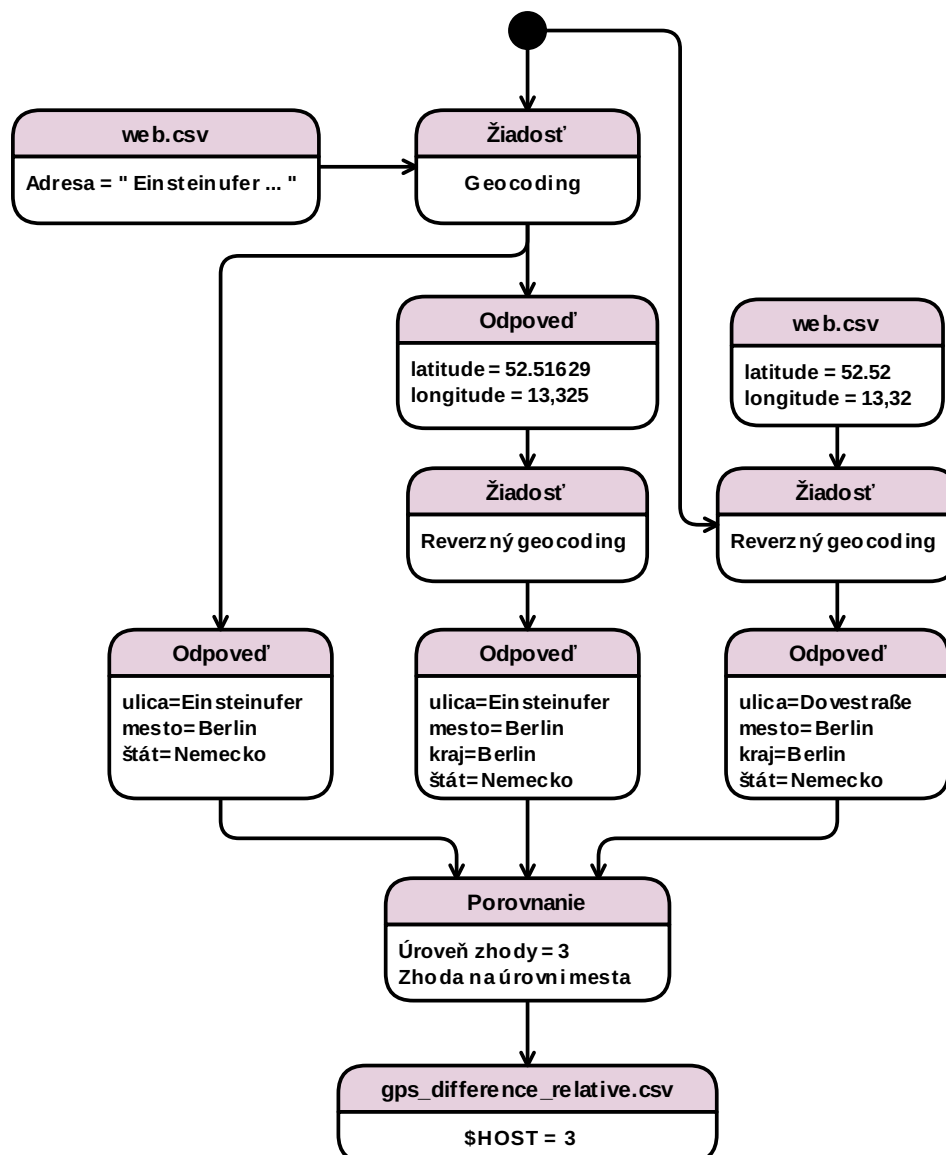 web.csv
Adresa = " Einsteinufer ... "
Žiadosť
Geocoding
Odpoveď
latitude = 52.51629
longitude = 13,325
web.csv
latitude = 52.52
longitude = 13,32
Žiadosť
Reverzný geocoding
Žiadosť
Reverzný geocoding
Odpoveď
ulica=Einsteinufer
mesto=Berlin
štát=Nemecko
Odpoveď
ulica=Einsteinufer
mesto=Berlin
kraj=Berlin
štát=Nemecko
Odpoveď
ulica=Dovestraße
mesto=Berlin
kraj=Berlin
štát=Nemecko
Porovnanie
Úroveň zhody = 3
Zhoda na úrovni mesta
gps_difference_relative.csv
$HOST = 3